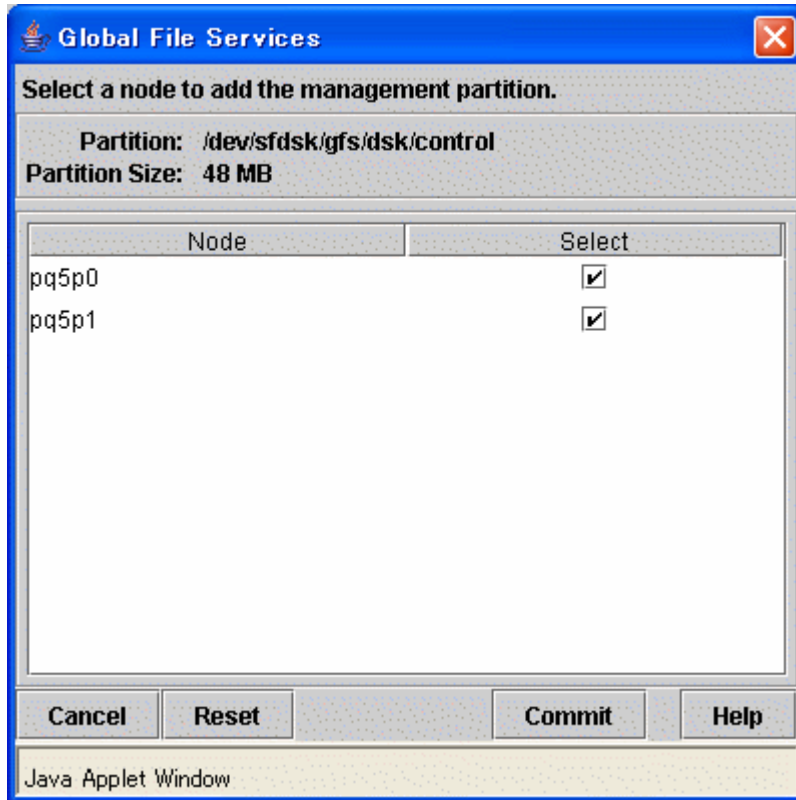 Global File Services
Select a node to add the management partition.
Partition: /dev/sfdsk/gfs/dsk/control
Partition Size: 48 MB
Node Select
pq5p0
pq5p1
Cancel Reset Commit Help
Java Applet Window